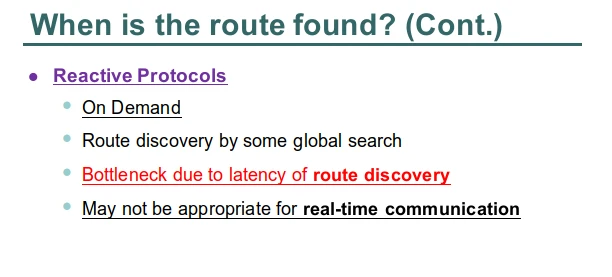 When is the route found? (Cont.)
● Reactive Protocols
• On Demand
• Route discovery by some global search
• Bottleneck due to latency of route discovery
• May not be appropriate for real-time communication